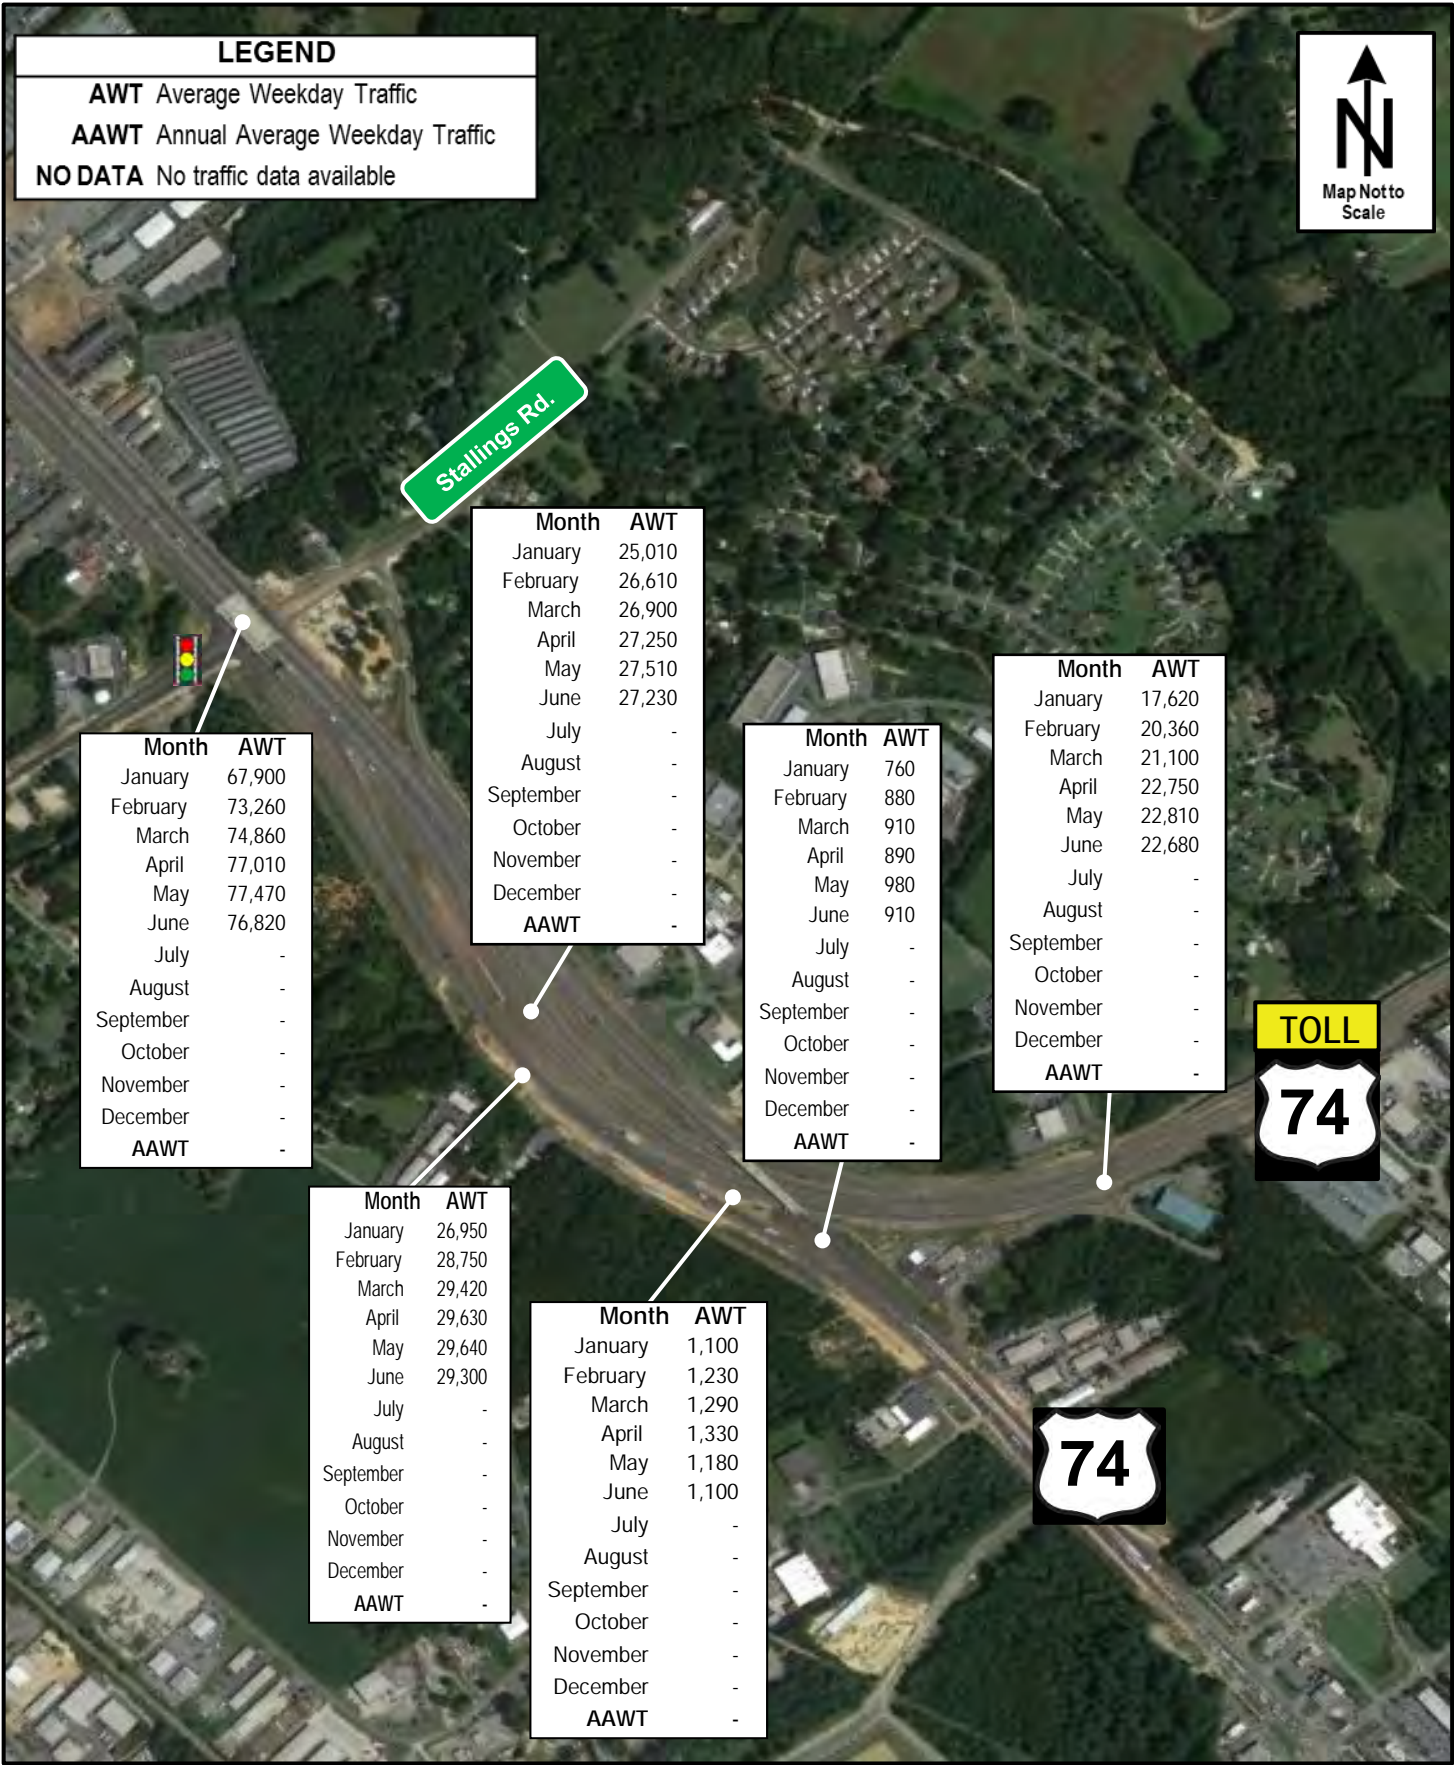 LEGEND
AWT Average Weekday Traffic
AAWT Annual Average Weekday Traffic
NO DATA No traffic data available
N
Map Not to
Scale
Stallings Rd.
Month AWT
January 25,010
February 26,610
March 26,900
April 27,250
May 27,510
June 27,230
July -
August -
September -
October -
November -
December -
AAWT -
Month AWT
January 17,620
February 20,360
March 21,100
April 22,750
May 22,810
June 22,680
July -
August -
September -
October -
November -
December -
AAWT -
Month AWT
January 67,900
February 73,260
March 74,860
April 77,010
May 77,470
June 76,820
July -
August -
September -
October -
November -
December -
AAWT -
Month AWT
January 760
February 880
March 910
April 890
May 980
June 910
July -
August -
September -
October -
November -
December -
AAWT -
TOLL
74
Month AWT
January 26,950
February 28,750
March 29,420
April 29,630
May 29,640
June 29,300
July -
August -
September -
October -
November -
December -
AAWT -
Month AWT
January 1,100
February 1,230
March 1,290
April 1,330
May 1,180
June 1,100
July -
August -
September -
October -
November -
December -
AAWT -
74